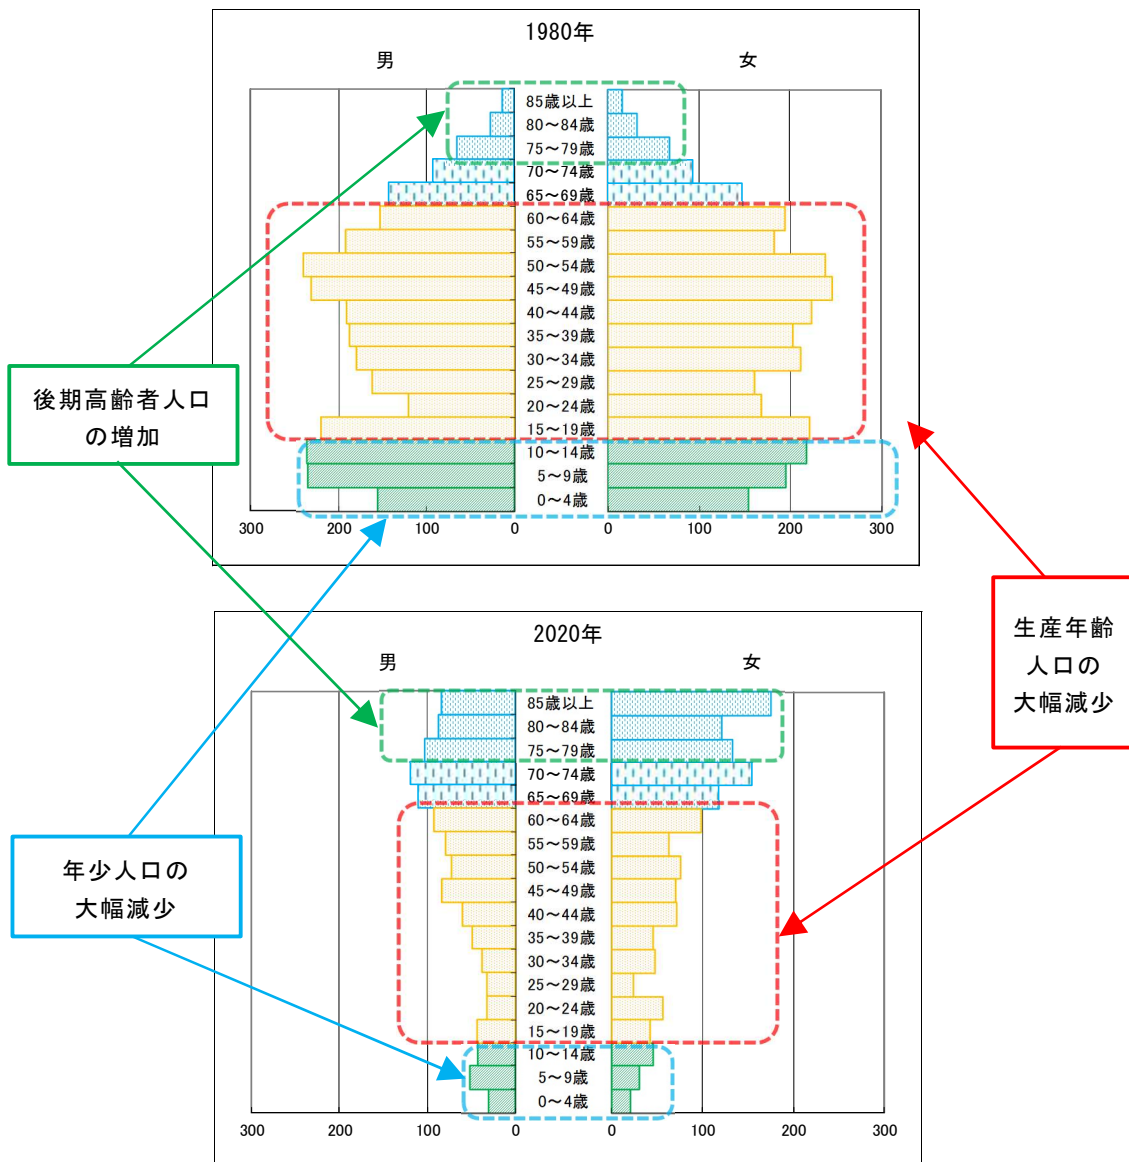 1980年
男
女
85歳以上
80～84歳
75～79歳
70～74歳
65～69歳
60～64歳
55～59歳
50～54歳
45～49歳
40～44歳
35～39歳
30～34歳
25～29歳
20～24歳
15～19歳
10～14歳
5～9歳
0～4歳
300 200 100 0 0 100 200 300
後期高齢者人口
の増加
生産年齢
人口の
大幅減少
年少人口の
大幅減少
2020年
男
女
85歳以上
80～84歳
75～79歳
70～74歳
65～69歳
60～64歳
55～59歳
50～54歳
45～49歳
40～44歳
35～39歳
30～34歳
25～29歳
20～24歳
15～19歳
10～14歳
5～9歳
0～4歳
300 200 100 0 0 100 200 300